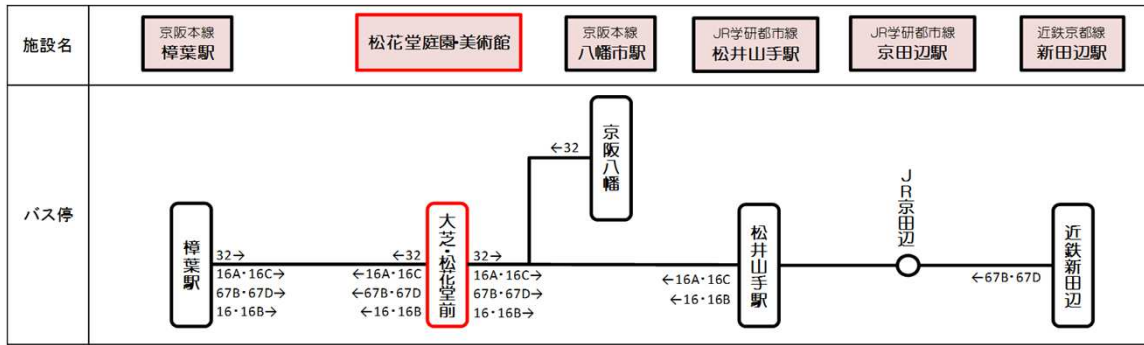 施設名
京阪本線
樟葉駅
松花堂庭園・美術館
京阪本線
八幡市駅
JR学研都市線
松井山手駅
JR学研都市線
京田辺駅
近鉄京都線
新田辺駅
バス停
樟葉駅
32→
16A・16C→
67B・67D→
16・16B→
←32
←16A・16C
←67B・67D
←16・16B
大芝・松花堂前
32→
16A・16C→
67B・67D→
16・16B→
←32
京阪八幡
←16A・16C
←16・16B
松井山手駅
JR京田辺
←67B・67D
近鉄新田辺